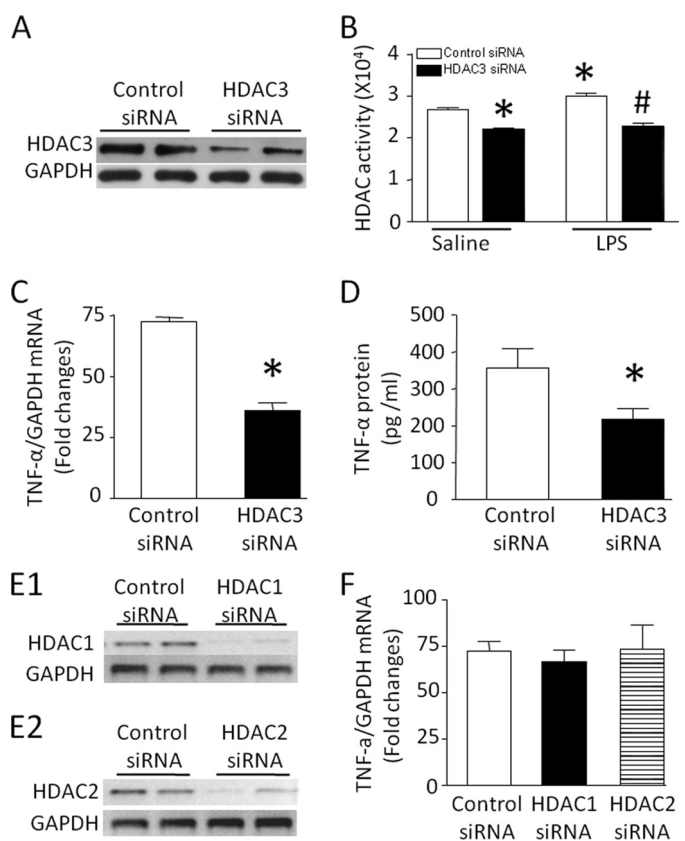 A
Control siRNA
HDAC3 siRNA
HDAC3
GAPDH
B
HDAC activity (X10⁴)
4
3
2
1
0
Control siRNA
HDAC3 siRNA
*
*
#
Saline
LPS
C
TNF-α/GAPDH mRNA
(Fold changes)
75
50
25
0
*
Control siRNA
HDAC3 siRNA
D
TNF-α protein
(pg /ml)
500
400
300
200
100
0
*
Control siRNA
HDAC3 siRNA
E1
Control siRNA
HDAC1 siRNA
HDAC1
GAPDH
E2
Control siRNA
HDAC2 siRNA
HDAC2
GAPDH
F
TNF-a/GAPDH mRNA
(Fold changes)
100
75
50
25
0
Control siRNA
HDAC1 siRNA
HDAC2 siRNA